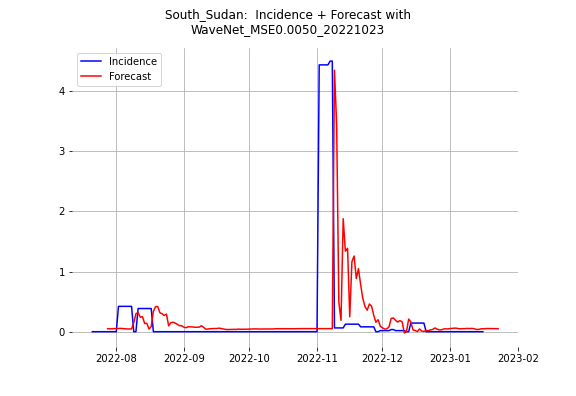 South_Sudan:  Incidence + Forecast with
WaveNet_MSE0.0050_20221023
Incidence
Forecast
4
3
2
1
0
2022-08 2022-09 2022-10 2022-11 2022-12 2023-01 2023-02